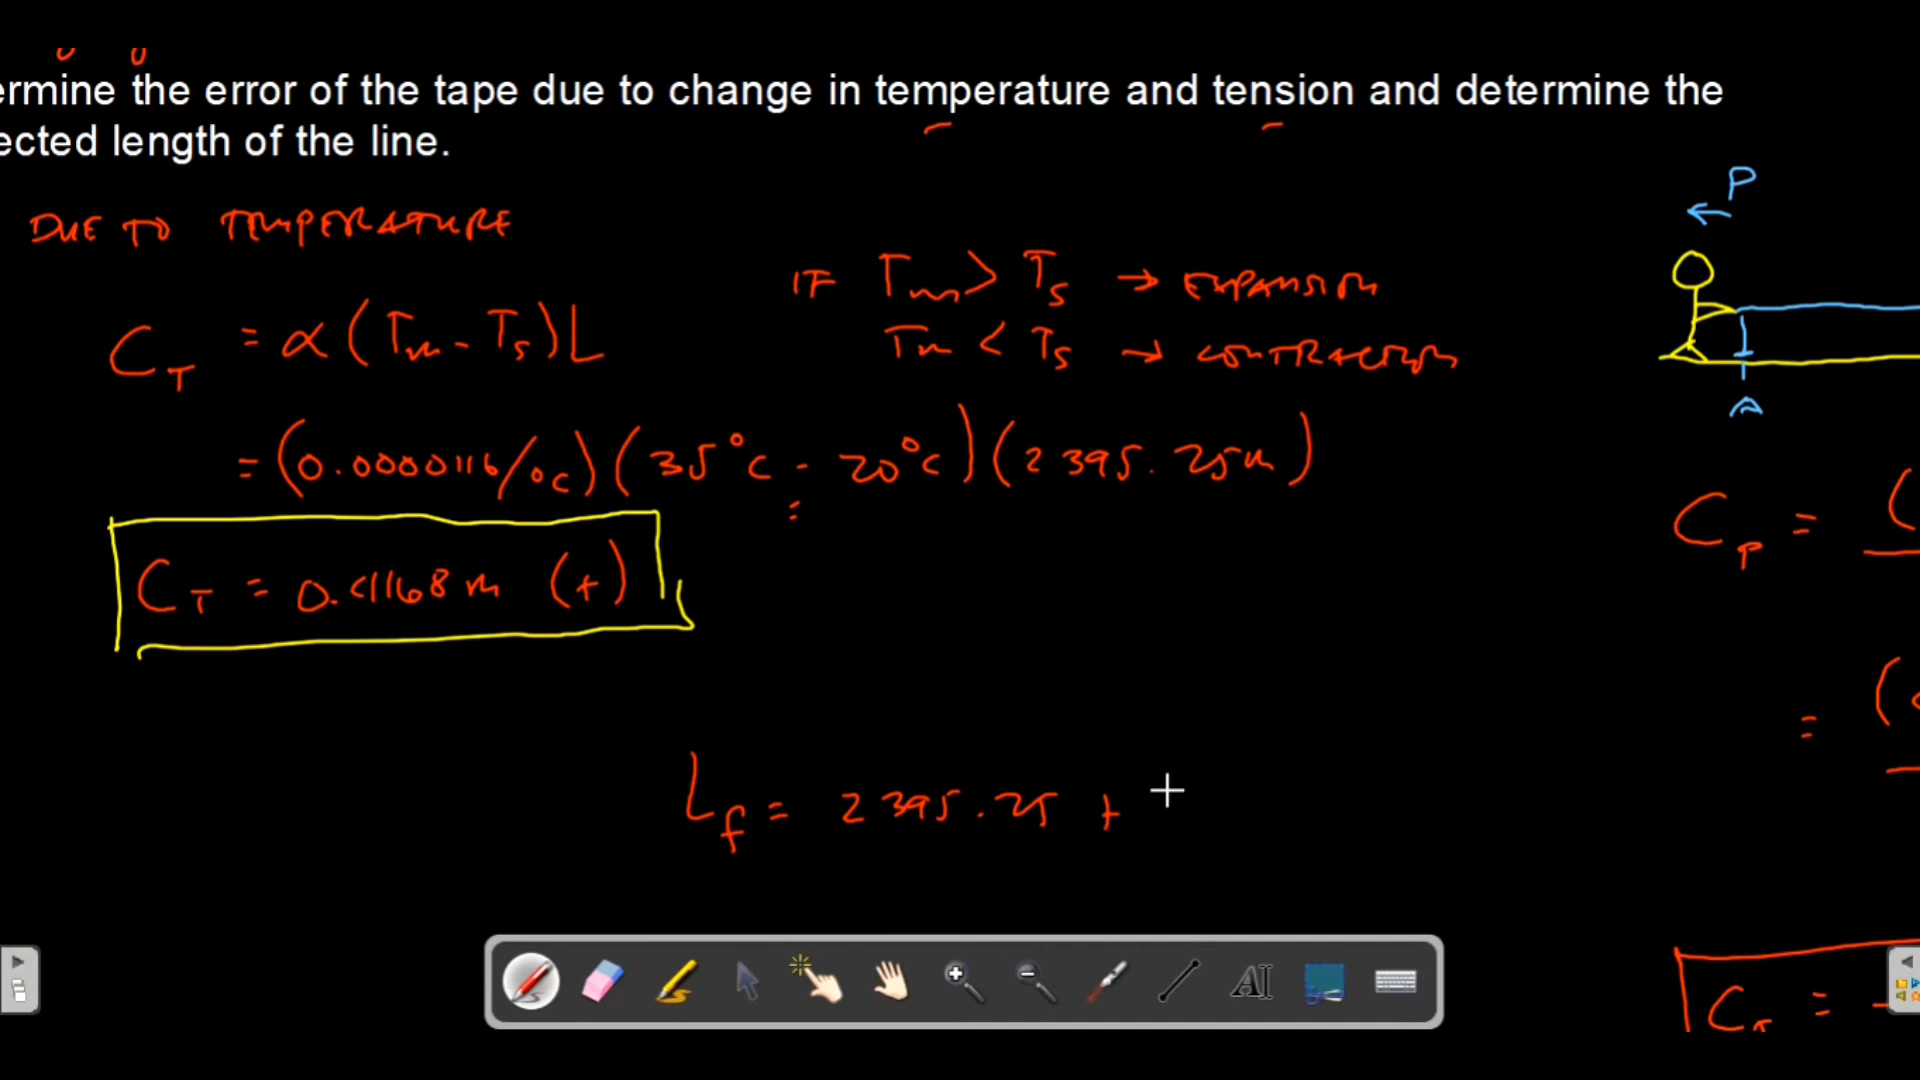 ermine the error of the tape due to change in temperature and tension and determine the
ected length of the line.
DUE TO TEMPERATURE
IF Tm > Ts → EXPANSION
Tm < Ts → CONTRACTION
CT = α (Tm - Ts) L
= (0.0000116/°C) (35°C - 20°C) (2395.25m)
CT = 0.41168 m (+)
Lf = 2395.25 +
P
A
CP = (
= (
C = -
AI